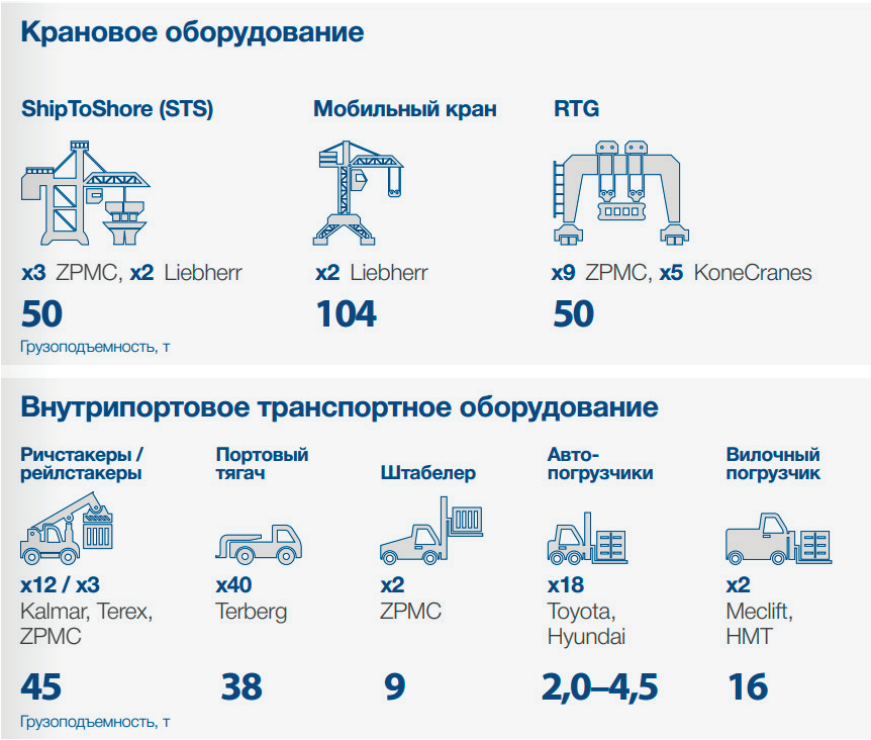 Крановое оборудование
ShipToShore (STS)
Мобильный кран
RTG
x3 ZPMC, x2 Liebherr
x2 Liebherr
x9 ZPMC, x5 KoneCranes
50
104
50
Грузоподъемность, т
Внутрипортовое транспортное оборудование
Ричстакеры /
рейлстакеры
Портовый
тягач
Штабелер
Авто-
погрузчики
Вилочный
погрузчик
x12 / x3
Kalmar, Terex,
ZPMC
x40
Terberg
x2
ZPMC
x18
Toyota,
Hyundai
x2
Meclift,
HMT
45
38
9
2,0–4,5
16
Грузоподъемность, т